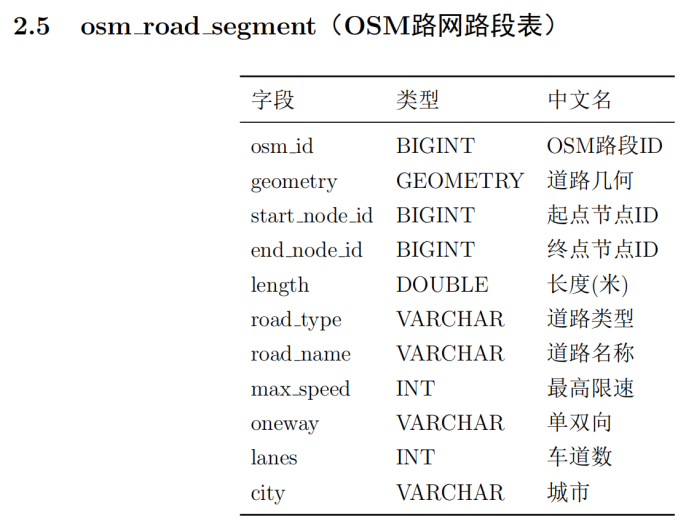 2.5 osm_road_segment（OSM路网路段表）
字段 类型 中文名
osm_id BIGINT OSM路段ID
geometry GEOMETRY 道路几何
start_node_id BIGINT 起点节点ID
end_node_id BIGINT 终点节点ID
length DOUBLE 长度(米)
road_type VARCHAR 道路类型
road_name VARCHAR 道路名称
max_speed INT 最高限速
oneway VARCHAR 单双向
lanes INT 车道数
city VARCHAR 城市